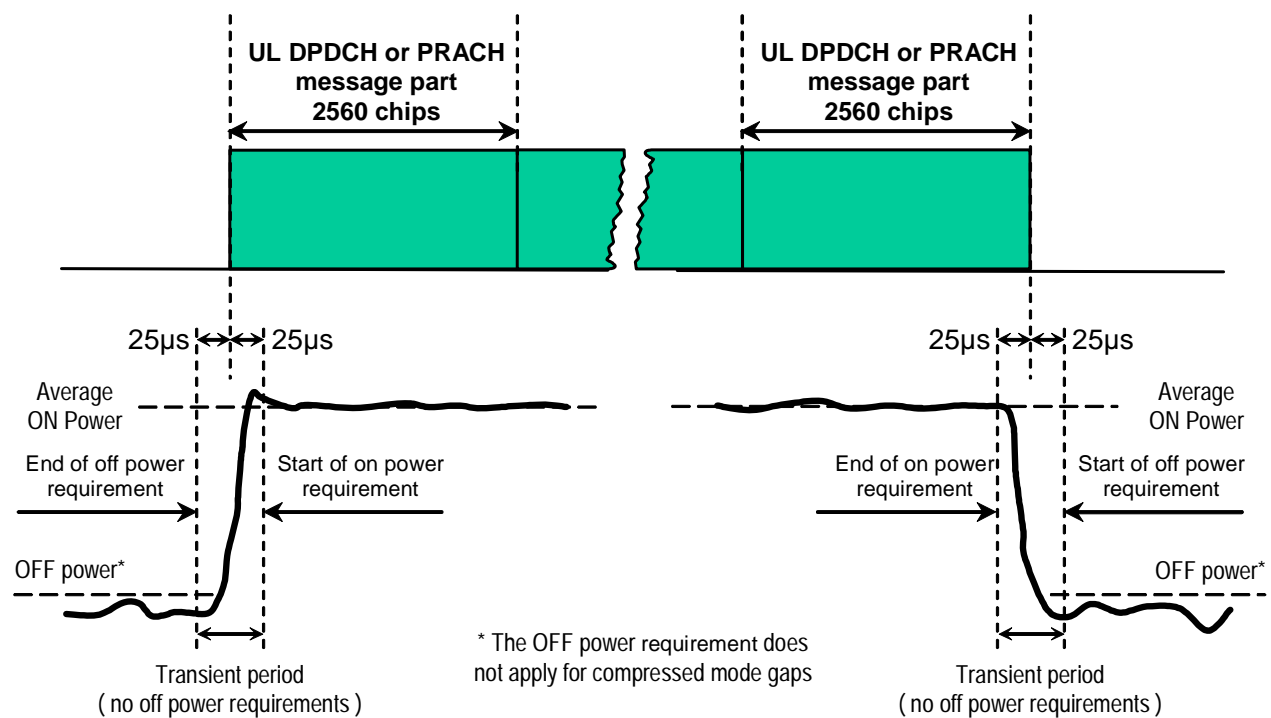 UL DPDCH or PRACH
message part
2560 chips
UL DPDCH or PRACH
message part
2560 chips
25µs
25µs
25µs
25µs
Average
ON Power
Average
ON Power
End of off power
requirement
Start of on power
requirement
End of on power
requirement
Start of off power
requirement
OFF power*
OFF power*
* The OFF power requirement does
not apply for compressed mode gaps
Transient period
( no off power requirements )
Transient period
( no off power requirements )